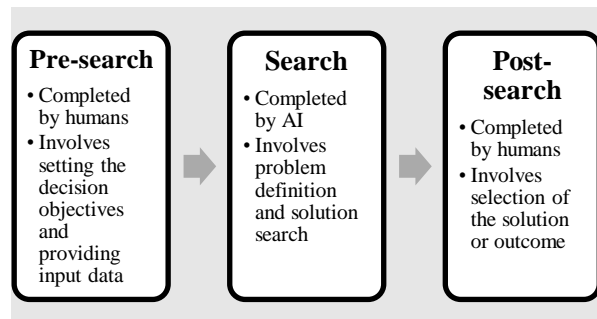 Pre-search
• Completed
by humans
• Involves
setting the
decision
objectives
and
providing
input data
Search
• Completed
by AI
• Involves
problem
definition
and solution
search
Post-
search
• Completed
by humans
• Involves
selection of
the solution
or outcome